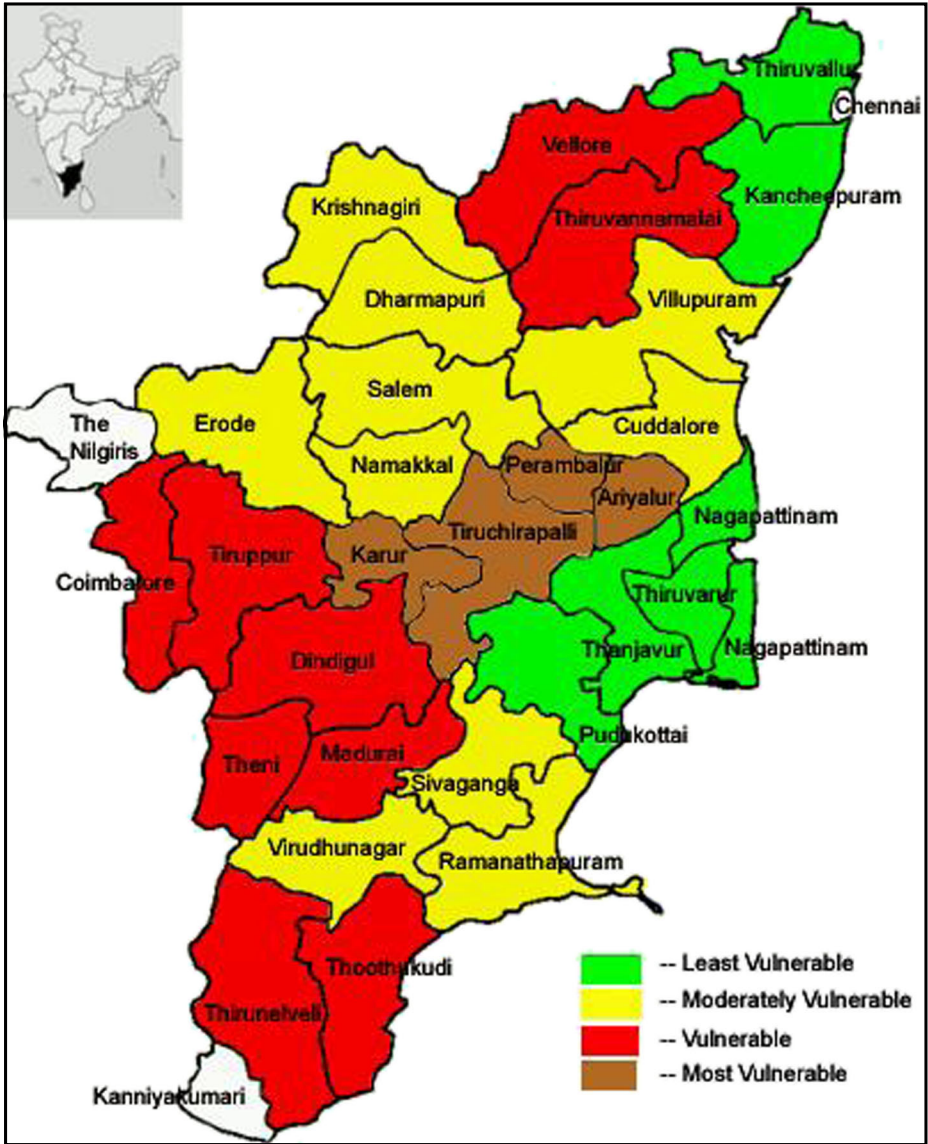 Thiruvallur
Chennai
Vellore
Kancheepuram
Krishnagiri
Thiruvannamalai
Dharmapuri
Villupuram
Salem
The
Nilgiris
Erode
Cuddalore
Namakkal
Perambalur
Ariyalur
Nagapattinam
Tiruchirapalli
Karur
Tiruppur
Coimbalore
Thiruvarur
Thanjavur
Nagapattinam
Dindigul
Pudukottai
Madurai
Theni
Sivaganga
Virudhunagar
Ramanathapuram
Thoothukudi
Thirunelveli
Kanniyakumari
-- Least Vulnerable
-- Moderately Vulnerable
-- Vulnerable
-- Most Vulnerable